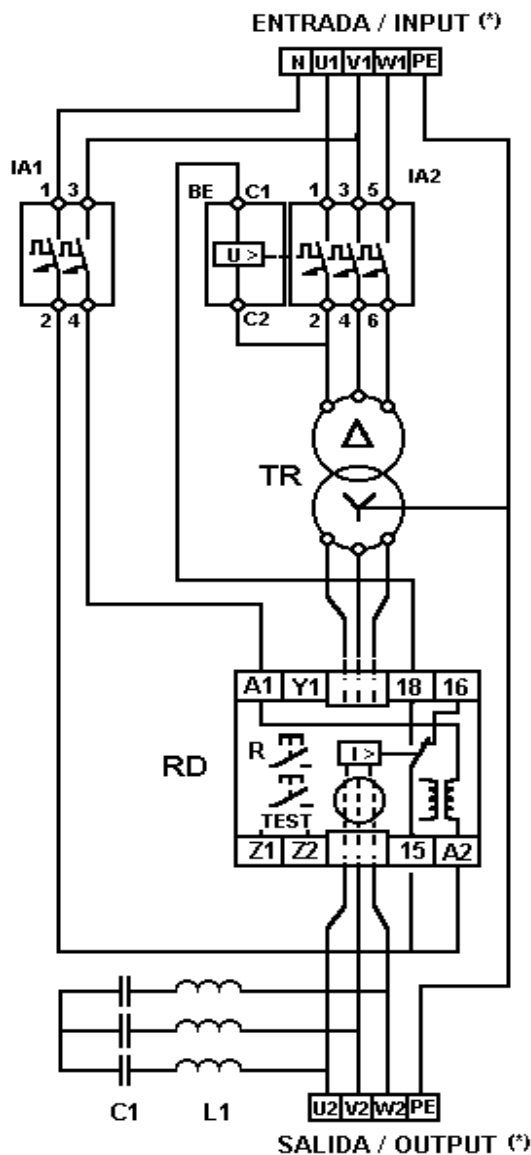 ENTRADA / INPUT (*)
N U1 V1 W1 PE
IA1
1 3
BE C1
1 3 5
IA2
U >
2 4
C2
2 4 6
TR
A1 Y1 18 16
RD
R
I >
TEST
Z1 Z2 15 A2
C1 L1
U2 V2 W2 PE
SALIDA / OUTPUT (*)